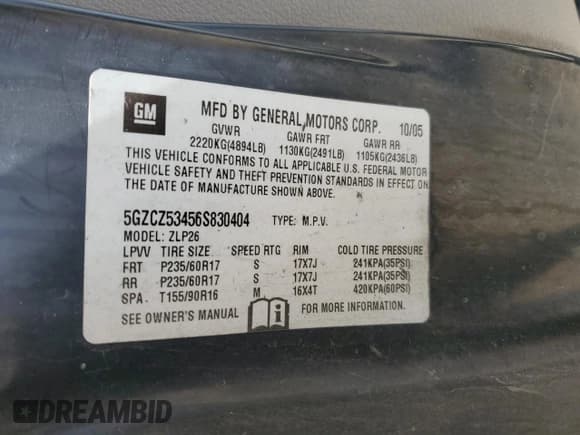 GM
MFD BY GENERAL MOTORS CORP. 10/05
GVWR GAWR FRT GAWR RR
2220KG(4894LB) 1130KG(2491LB) 1105KG(2436LB)
THIS VEHICLE CONFORMS TO ALL APPLICABLE U.S. FEDERAL MOTOR
VEHICLE SAFETY AND THEFT PREVENTION STANDARDS IN EFFECT ON
THE DATE OF MANUFACTURE SHOWN ABOVE.
5GZCZ53456S830404 TYPE: M.P.V.
MODEL: ZLP26
LPVV TIRE SIZE SPEED RTG RIM COLD TIRE PRESSURE
FRT P235/60R17 S 17X7J 241KPA(35PSI)
RR P235/60R17 S 17X7J 241KPA(35PSI)
SPA. T155/90R16 M 16X4T 420KPA(60PSI)
SEE OWNER'S MANUAL i FOR MORE INFORMATION.
DREAMBID